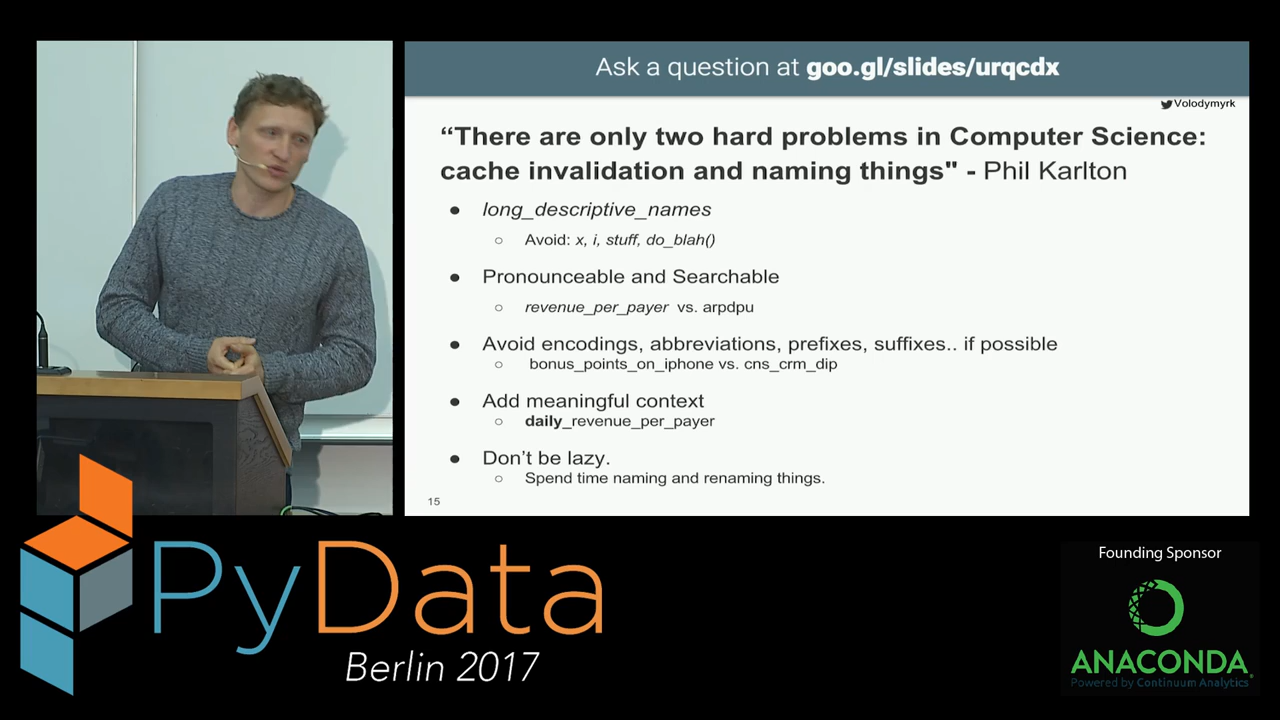 Ask a question at goo.gl/slides/urqcdx
Volodymyrk
“There are only two hard problems in Computer Science:
cache invalidation and naming things" - Phil Karlton
● long_descriptive_names
○ Avoid: x, i, stuff, do_blah()
● Pronounceable and Searchable
○ revenue_per_payer vs. arpdpu
● Avoid encodings, abbreviations, prefixes, suffixes.. if possible
○ bonus_points_on_iphone vs. cns_crm_dip
● Add meaningful context
○ daily_revenue_per_payer
● Don’t be lazy.
○ Spend time naming and renaming things.
15
PyData
Berlin 2017
Founding Sponsor
ANACONDA
Powered by Continuum Analytics